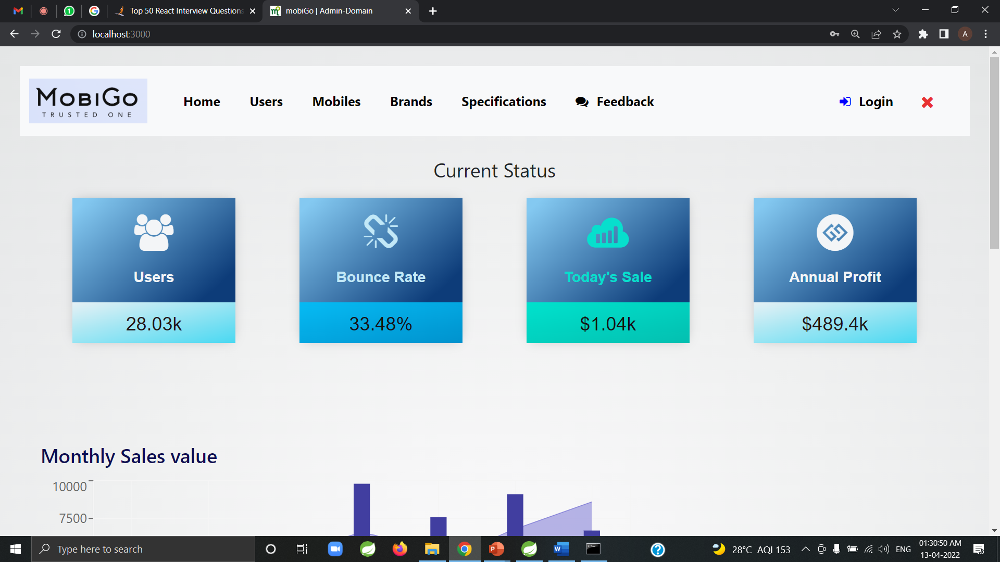 Top 50 React Interview Questions
mobiGo | Admin-Domain
localhost:3000
A
MOBIGO
TRUSTED ONE
Home
Users
Mobiles
Brands
Specifications
Feedback
Login
Current Status
Users
28.03k
Bounce Rate
33.48%
Today's Sale
$1.04k
Annual Profit
$489.4k
Monthly Sales value
10000
7500
Type here to search
28°C AQI 153
ENG
01:30:50 AM
13-04-2022